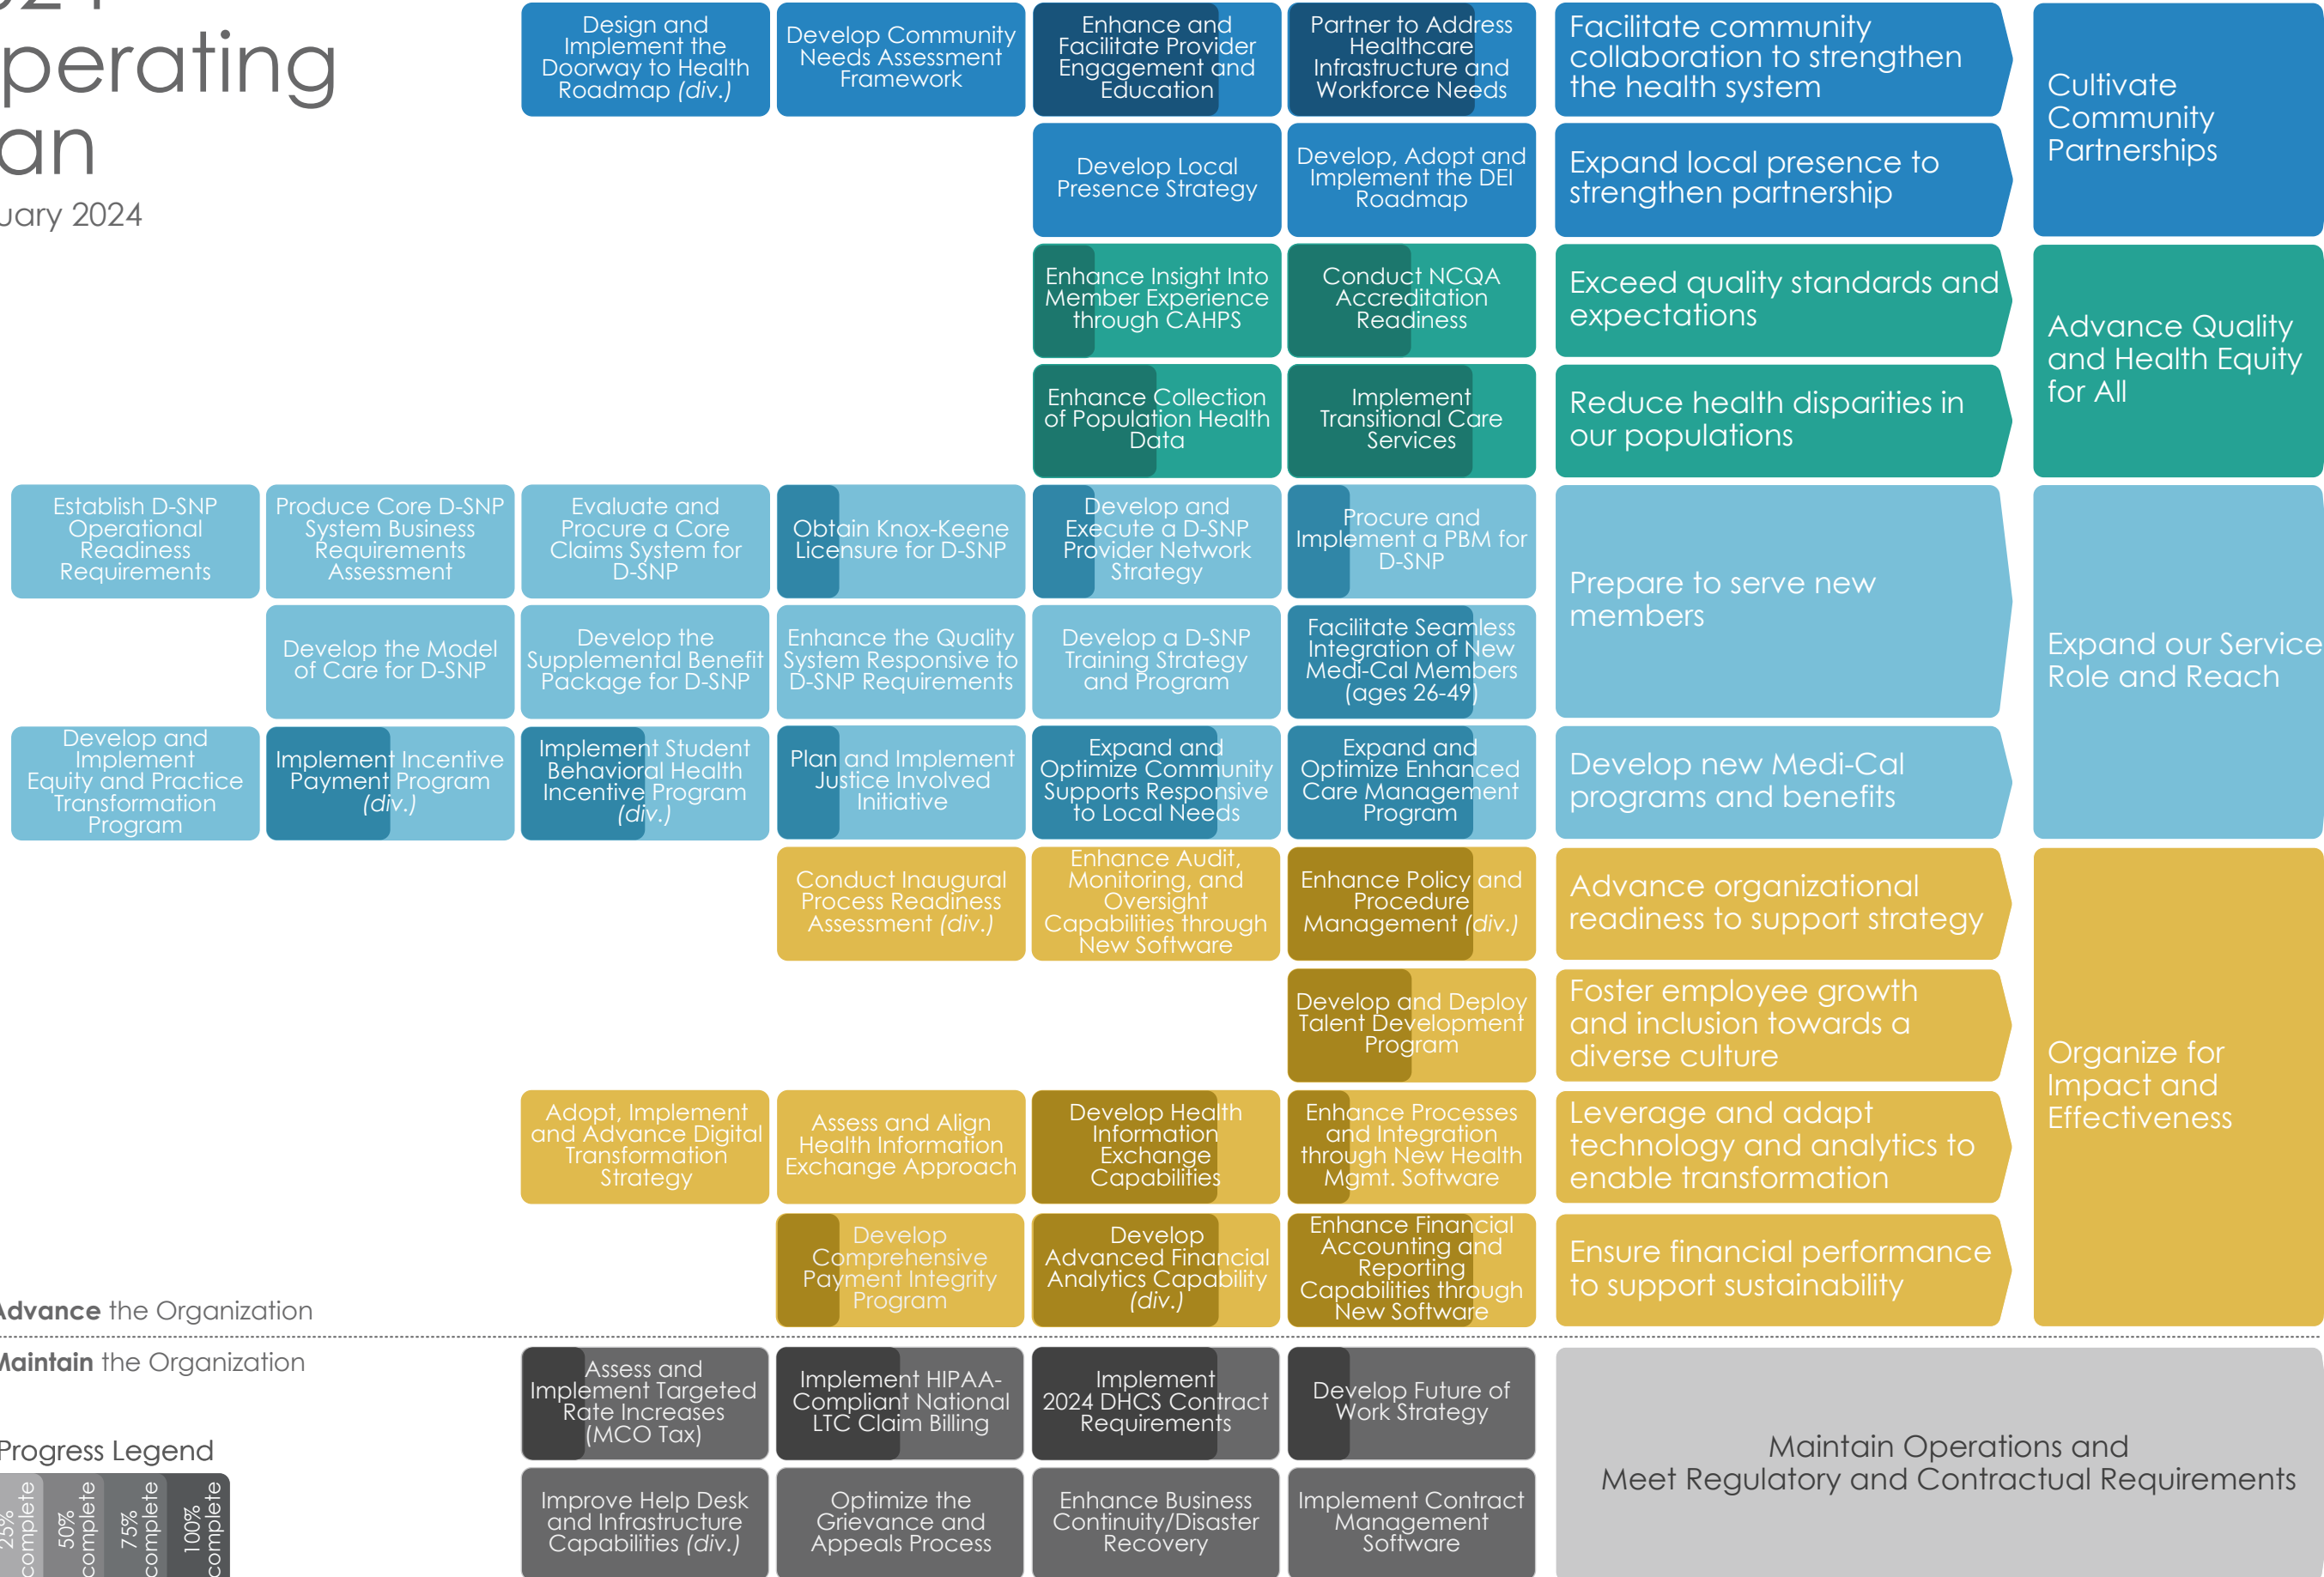 perating
an
uary 2024
Design and
Implement the
Doorway to Health
Roadmap (div.)
Develop Community
Needs Assessment
Framework
Enhance and
Facilitate Provider
Engagement and
Education
Partner to Address
Healthcare
Infrastructure and
Workforce Needs
Facilitate community
collaboration to strengthen
the health system
Cultivate
Community
Partnerships
Develop Local
Presence Strategy
Develop, Adopt and
Implement the DEI
Roadmap
Expand local presence to
strengthen partnership
Enhance Insight Into
Member Experience
through CAHPS
Conduct NCQA
Accreditation
Readiness
Exceed quality standards and
expectations
Advance Quality
and Health Equity
for All
Enhance Collection
of Population Health
Data
Implement
Transitional Care
Services
Reduce health disparities in
our populations
Establish D-SNP
Operational
Readiness
Requirements
Produce Core D-SNP
System Business
Requirements
Assessment
Evaluate and
Procure a Core
Claims System for
D-SNP
Obtain Knox-Keene
Licensure for D-SNP
Develop and
Execute a D-SNP
Provider Network
Strategy
Procure and
Implement a PBM for
D-SNP
Prepare to serve new
members
Expand our Service
Role and Reach
Develop the Model
of Care for D-SNP
Develop the
Supplemental Benefit
Package for D-SNP
Enhance the Quality
System Responsive to
D-SNP Requirements
Develop a D-SNP
Training Strategy
and Program
Facilitate Seamless
Integration of New
Medi-Cal Members
(ages 26-49)
Develop and
Implement
Equity and Practice
Transformation
Program
Implement Incentive
Payment Program
(div.)
Implement Student
Behavioral Health
Incentive Program
(div.)
Plan and Implement
Justice Involved
Initiative
Expand and
Optimize Community
Supports Responsive
to Local Needs
Expand and
Optimize Enhanced
Care Management
Program
Develop new Medi-Cal
programs and benefits
Conduct Inaugural
Process Readiness
Assessment (div.)
Enhance Audit,
Monitoring, and
Oversight
Capabilities through
New Software
Enhance Policy and
Procedure
Management (div.)
Advance organizational
readiness to support strategy
Organize for
Impact and
Effectiveness
Develop and Deploy
Talent Development
Program
Foster employee growth
and inclusion towards a
diverse culture
Adopt, Implement
and Advance Digital
Transformation
Strategy
Assess and Align
Health Information
Exchange Approach
Develop Health
Information
Exchange
Capabilities
Enhance Processes
and Integration
through New Health
Mgmt. Software
Leverage and adapt
technology and analytics to
enable transformation
Develop
Comprehensive
Payment Integrity
Program
Develop
Advanced Financial
Analytics Capability
(div.)
Enhance Financial
Accounting and
Reporting
Capabilities through
New Software
Ensure financial performance
to support sustainability
Advance the Organization
Maintain the Organization
Assess and
Implement Targeted
Rate Increases
(MCO Tax)
Implement HIPAA-
Compliant National
LTC Claim Billing
Implement
2024 DHCS Contract
Requirements
Develop Future of
Work Strategy
Maintain Operations and
Meet Regulatory and Contractual Requirements
Improve Help Desk
and Infrastructure
Capabilities (div.)
Optimize the
Grievance and
Appeals Process
Enhance Business
Continuity/Disaster
Recovery
Implement Contract
Management
Software
Progress Legend
25%
complete
50%
complete
75%
complete
100%
complete